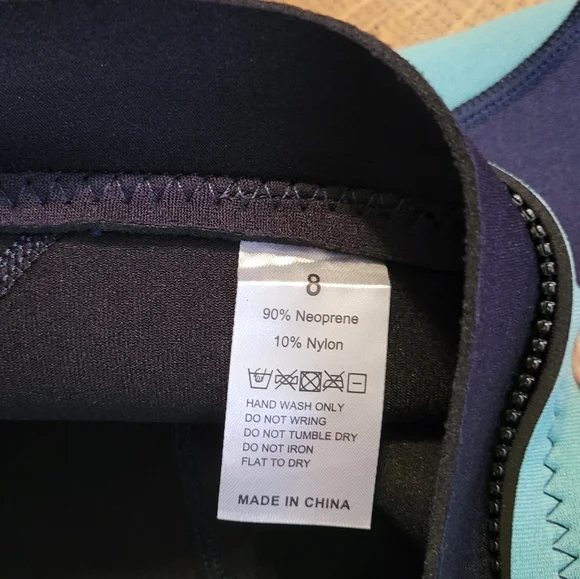 8
90% Neoprene
10% Nylon
HAND WASH ONLY
DO NOT WRING
DO NOT TUMBLE DRY
DO NOT IRON
FLAT TO DRY
MADE IN CHINA